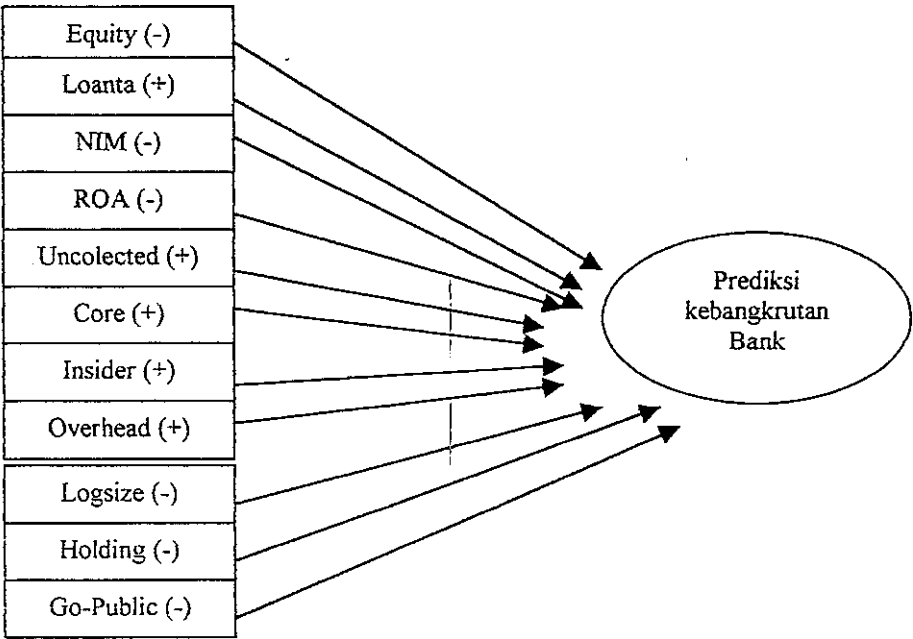 Equity (-)
Loanta (+)
NIM (-)
ROA (-)
Uncolected (+)
Core (+)
Insider (+)
Overhead (+)
Logsize (-)
Holding (-)
Go-Public (-)
Prediksi
kebangkrutan
Bank